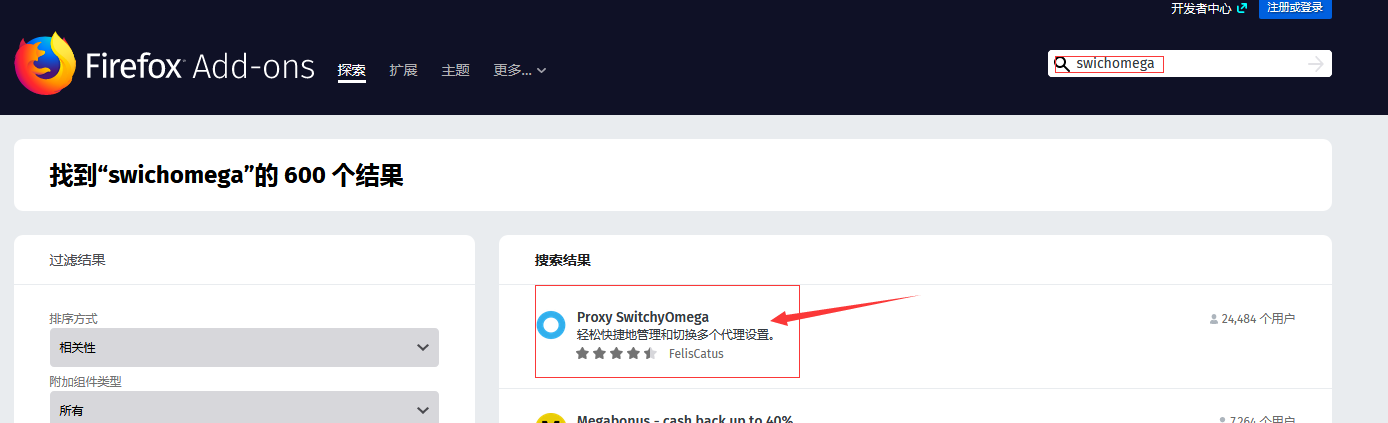 开发者中心 注册或登录
Firefox Add-ons 探索 扩展 主题 更多... swichomega
找到“swichomega”的 600 个结果
过滤结果
排序方式
相关性
附加组件类型
所有
搜索结果
Proxy SwitchyOmega
轻松快捷地管理和切换多个代理设置。
FelisCatus
24,484 个用户
Megabonus - cash back up to 40%
7,264 个用户